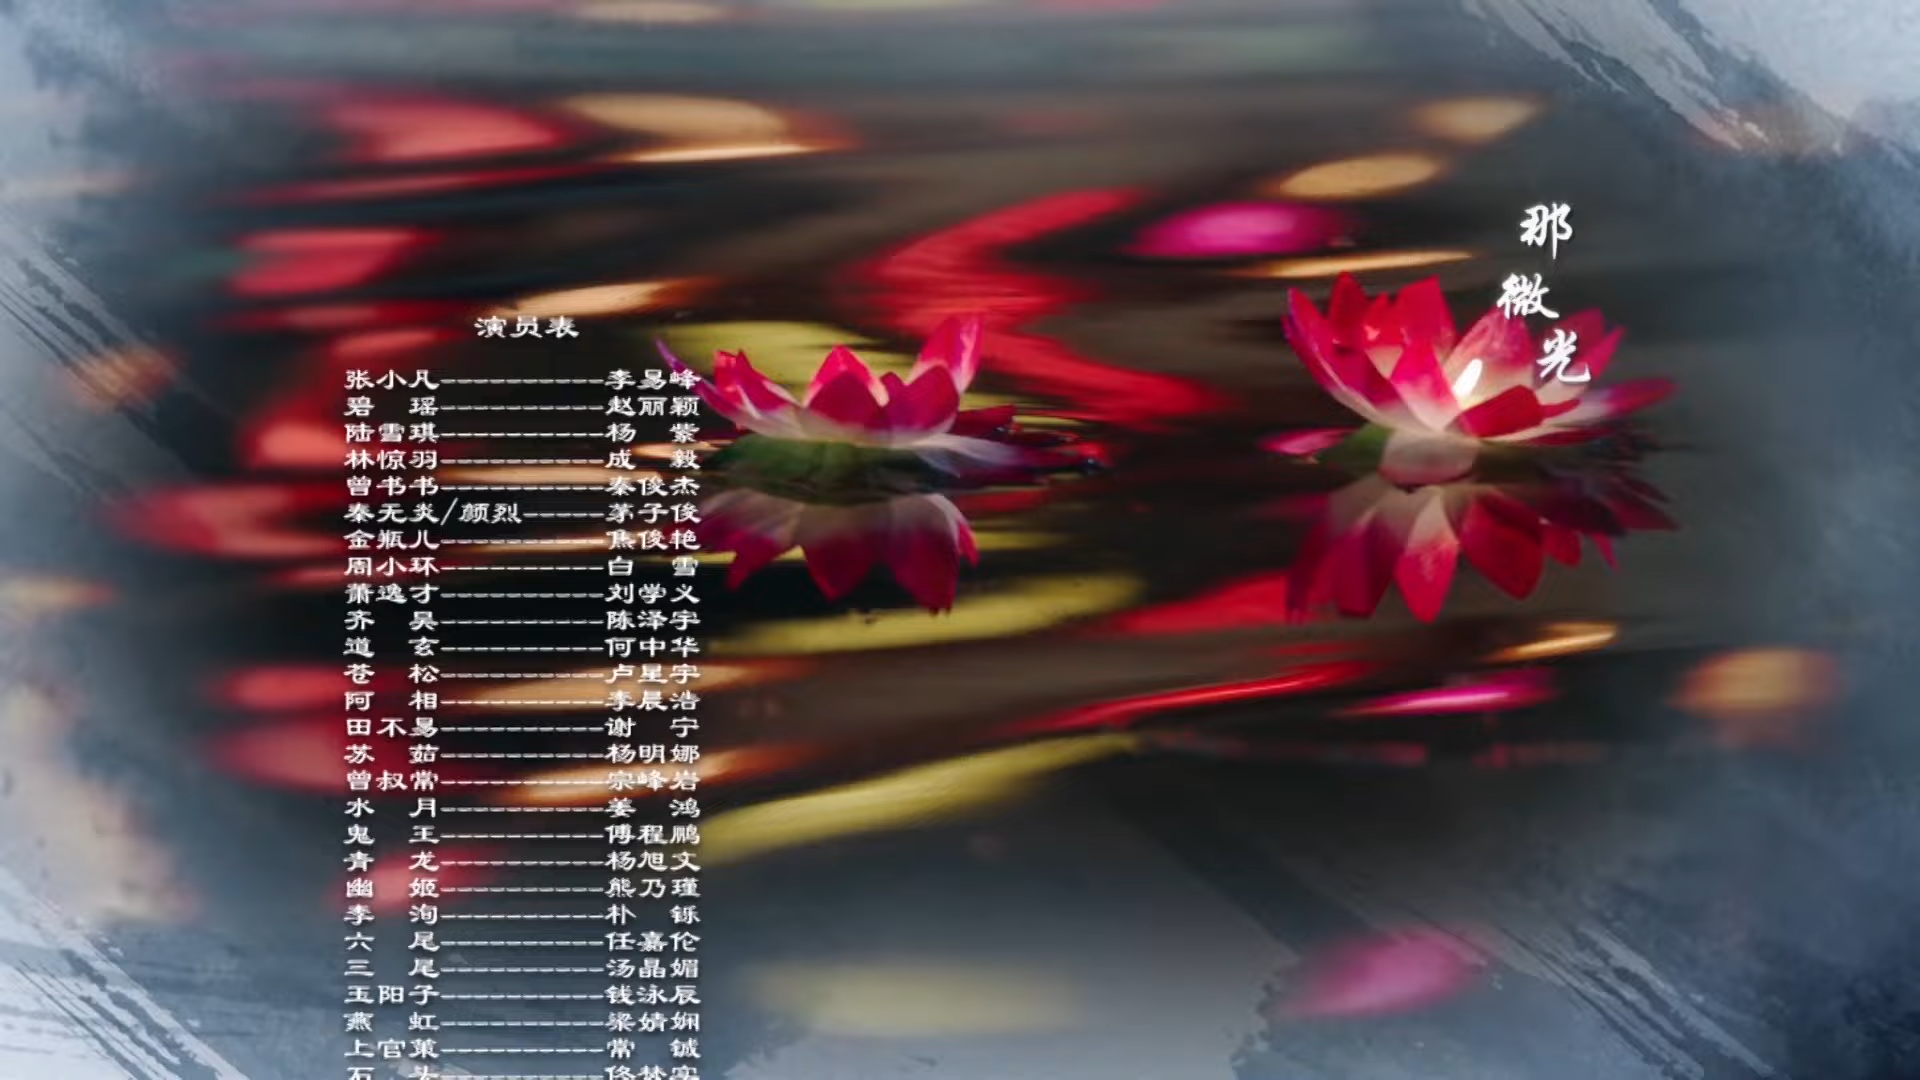 演员表
张小凡----------李易峰
碧　瑶----------赵丽颖
陆雪琪----------杨　紫
林惊羽----------成　毅
曾书书----------秦俊杰
秦无炎/颜烈-----茅子俊
金瓶儿----------焦俊艳
周小环----------白　雪
萧逸才----------刘学义
齐　昊----------陈泽宇
道　玄----------何中华
苍　松----------卢星宇
阿　相----------李晨浩
田不易----------谢　宁
苏　茹----------杨明娜
曾叔常----------宗峰岩
水　月----------姜　鸿
鬼　王----------傅程鹏
青　龙----------杨旭文
幽　姬----------熊乃瑾
李　洵----------朴　铄
六　尾----------任嘉伦
三　尾----------汤晶媚
玉阳子----------钱泳辰
燕　虹----------梁婧娴
上官策----------常　铖
石　头----------佟梦实
那微光